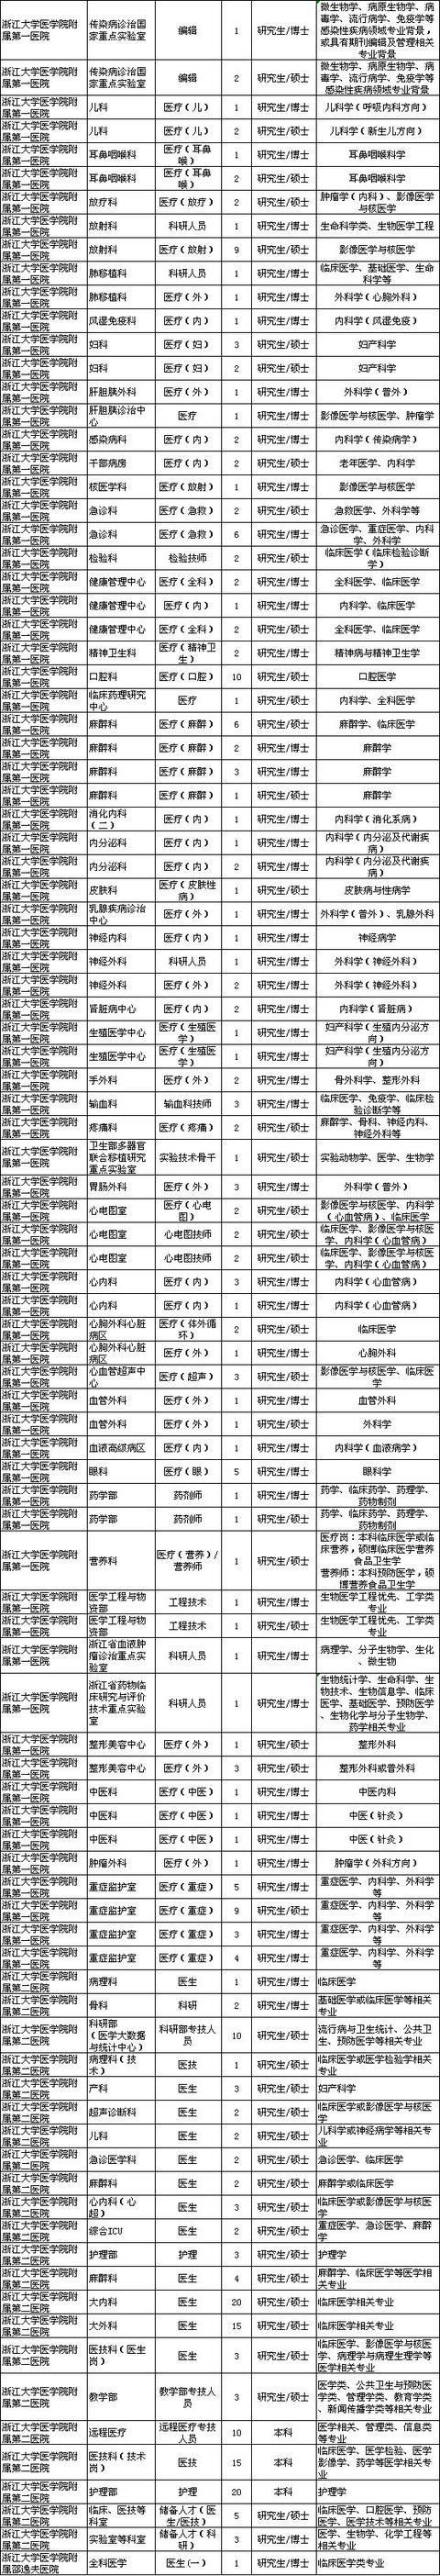 浙江大学医学院附属第一医院 传染病诊治国家重点实验室 编辑 1 研究生/博士 微生物学、病原生物学、病毒学、流行病学、免疫学等感染性疾病领域专业背景，或具有期刊编辑及管理相关专业背景
浙江大学医学院附属第一医院 传染病诊治国家重点实验室 编辑 2 研究生/硕士 微生物学、病原生物学、病毒学、流行病学、免疫学等感染性疾病领域专业背景
浙江大学医学院附属第一医院 儿科 医疗（儿） 1 研究生/博士 儿科学（呼吸内科方向）
浙江大学医学院附属第一医院 儿科 医疗（儿） 2 研究生/硕士 儿科学（新生儿方向）
浙江大学医学院附属第一医院 耳鼻咽喉科 医疗（耳鼻喉） 1 研究生/博士 耳鼻咽喉科学
浙江大学医学院附属第一医院 耳鼻咽喉科 医疗（耳鼻喉） 2 研究生/硕士 耳鼻咽喉科学
浙江大学医学院附属第一医院 放疗科 医疗（放疗） 2 研究生/硕士 肿瘤学（内科）、影像医学与核医学
浙江大学医学院附属第一医院 放射科 科研人员 1 研究生/博士 生命科学类、生物医学工程
浙江大学医学院附属第一医院 放射科 医疗（放射） 9 研究生/硕士 影像医学与核医学
浙江大学医学院附属第一医院 肺移植科 科研人员 1 研究生/博士 临床医学、基础医学、生命科学等
浙江大学医学院附属第一医院 肺移植科 医疗（外） 1 研究生/博士 外科学（心胸外科）
浙江大学医学院附属第一医院 风湿免疫科 医疗（内） 1 研究生/博士 内科学（风湿免疫）
浙江大学医学院附属第一医院 妇科 医疗（妇） 3 研究生/硕士 妇产科学
浙江大学医学院附属第一医院 妇科 医疗（妇） 2 研究生/硕士 妇产科学
浙江大学医学院附属第一医院 肝胆胰外科 医疗（外） 1 研究生/博士 外科学（普外）
浙江大学医学院附属第一医院 肝胆胰诊治中心 医疗 1 研究生/博士 影像医学与核医学、肿瘤学
浙江大学医学院附属第一医院 感染病科 医疗（内） 2 研究生/博士 内科学（传染病学）
浙江大学医学院附属第一医院 干部病房 医疗（内） 2 研究生/硕士 老年医学、内科学
浙江大学医学院附属第一医院 核医学科 医疗（放射） 1 研究生/博士 影像医学与核医学
浙江大学医学院附属第一医院 急诊科 医疗（急救） 2 研究生/硕士 急救医学、外科学等
浙江大学医学院附属第一医院 急诊科 医疗（急救） 6 研究生/博士 急诊医学、重症医学、内科学、外科学
浙江大学医学院附属第一医院 检验科 检验技师 2 研究生/硕士 临床医学（临床检验诊断学）
浙江大学医学院附属第一医院 健康管理中心 医疗（全科） 2 研究生/博士 全科医学、临床医学
浙江大学医学院附属第一医院 健康管理中心 医疗（内） 1 研究生/博士 内科学、临床医学
浙江大学医学院附属第一医院 健康管理中心 医疗（全科） 2 研究生/硕士 全科医学、临床医学
浙江大学医学院附属第一医院 精神卫生科 医疗（精神卫生） 2 研究生/博士 精神病与精神卫生学
浙江大学医学院附属第一医院 口腔科 医疗（口腔） 10 研究生/硕士 口腔医学
浙江大学医学院附属第一医院 临床药理研究中心 医疗 1 研究生/硕士 内科学、全科医学
浙江大学医学院附属第一医院 麻醉科 医疗（麻醉） 6 研究生/硕士 麻醉学、临床医学
浙江大学医学院附属第一医院 麻醉科 医疗（麻醉） 2 研究生/博士 麻醉学
浙江大学医学院附属第一医院 麻醉科 医疗（麻醉） 3 研究生/博士 麻醉学
浙江大学医学院附属第一医院 麻醉科 医疗（麻醉） 1 研究生/硕士 麻醉学
浙江大学医学院附属第一医院 消化内科（二） 医疗（内） 1 研究生/博士 内科学（消化系病）
浙江大学医学院附属第一医院 内分泌科 医疗（内） 1 研究生/博士 内科学（内分泌及代谢疾病）
浙江大学医学院附属第一医院 内分泌科 医疗（内） 2 研究生/博士 内科学（内分泌及代谢疾病）
浙江大学医学院附属第一医院 皮肤科 医疗（皮肤性病） 1 研究生/硕士 皮肤病与性病学
浙江大学医学院附属第一医院 乳腺疾病诊治中心 医疗（外） 1 研究生/博士 外科学（普外）、乳腺外科
浙江大学医学院附属第一医院 神经内科 医疗（内） 1 研究生/博士 神经病学
浙江大学医学院附属第一医院 神经外科 科研人员 1 研究生/博士 外科学（神经外科）
浙江大学医学院附属第一医院 神经外科 医疗（外） 2 研究生/硕士 外科学（神经外科）
浙江大学医学院附属第一医院 肾脏病中心 医疗（内） 2 研究生/博士 内科学（肾脏病）
浙江大学医学院附属第一医院 生殖医学中心 医疗（生殖医学） 1 研究生/博士 妇产科学（生殖内分泌方向）
浙江大学医学院附属第一医院 生殖医学中心 医疗（生殖医学） 1 研究生/博士 妇产科学（生殖内分泌方向）
浙江大学医学院附属第一医院 手外科 医疗（外） 2 研究生/博士 骨外科学、整形外科
浙江大学医学院附属第一医院 输血科 输血科技师 3 研究生/博士 临床医学、免疫学、临床检验诊断学等
浙江大学医学院附属第一医院 疼痛科 医疗（疼痛） 2 研究生/硕士 麻醉学、骨科、神经内科、神经外科等
浙江大学医学院附属第一医院 卫生部多器官联合移植研究重点实验室 实验技术骨干 1 研究生/硕士 实验动物学、医学、生物学
浙江大学医学院附属第一医院 胃肠外科 医疗（外） 3 研究生/博士 外科学（普外）
浙江大学医学院附属第一医院 心电图室 医疗（心电图） 2 研究生/硕士 影像医学与核医学、内科学（心血管病）、临床医学
浙江大学医学院附属第一医院 心电图室 心电图技师 2 研究生/硕士 临床医学、影像医学与核医学、内科学（心血管病）
浙江大学医学院附属第一医院 心电图室 心电图技师 2 研究生/硕士 临床医学、影像医学与核医学、内科学（心血管病）
浙江大学医学院附属第一医院 心内科 医疗（内） 3 研究生/博士 内科学（心血管病）
浙江大学医学院附属第一医院 心内科 医疗（内） 1 研究生/博士 内科学（心血管病）
浙江大学医学院附属第一医院 心胸外科心脏病区 医疗（体外循环） 2 研究生/硕士 临床医学
浙江大学医学院附属第一医院 心胸外科心脏病区 医疗（外） 1 研究生/博士 心胸外科
浙江大学医学院附属第一医院 心血管超声中心 医疗（超声） 3 研究生/硕士 影像医学与核医学、临床医学
浙江大学医学院附属第一医院 血管外科 医疗（外） 1 研究生/博士 血管外科
浙江大学医学院附属第一医院 血管外科 医疗（外） 1 研究生/硕士 外科学
浙江大学医学院附属第一医院 血液高级病区 医疗（内） 1 研究生/博士 内科学（血液病学）
浙江大学医学院附属第一医院 眼科 医疗（眼） 5 研究生/博士 眼科学
浙江大学医学院附属第一医院 药学部 药剂师 1 研究生/博士 药学、临床药学、药理学、药物制剂
浙江大学医学院附属第一医院 药学部 药剂师 1 研究生/硕士 药学、临床药学、药理学、药物制剂
浙江大学医学院附属第一医院 营养科 医疗（营养）/营养师 1 研究生/硕士 医疗岗：本科临床医学或临床营养，硕博临床医学营养食品卫生学
营养师：本科预防医学，硕博营养食品卫生学
浙江大学医学院附属第一医院 医学工程与物资部 工程技术 1 研究生/博士 生物医学工程优先、工学类专业
浙江大学医学院附属第一医院 医学工程与物资部 工程技术 1 研究生/硕士 生物医学工程优先、工学类专业
浙江大学医学院附属第一医院 浙江省血液肿瘤诊治重点实验室 科研人员 1 研究生/博士 病理学、分子生物学、生化、微生物
浙江大学医学院附属第一医院 浙江省药物临床研究与评价技术重点实验室 科研人员 1 研究生/博士 生物统计学、生命科学、生物技术、生物信息学、临床医学、基础医学、预防医学、生物化学与分子生物学、药学相关专业
浙江大学医学院附属第一医院 整形美容中心 医疗（外） 1 研究生/硕士 整形外科
浙江大学医学院附属第一医院 整形美容中心 医疗（外） 3 研究生/硕士 整形外科或普外科
浙江大学医学院附属第一医院 中医科 医疗（中医） 1 研究生/博士 中医内科
浙江大学医学院附属第一医院 中医科 医疗（中医） 1 研究生/博士 中医（针灸）
浙江大学医学院附属第一医院 中医科 医疗（中医） 1 研究生/硕士 中医（针灸）
浙江大学医学院附属第一医院 肿瘤外科 医疗（外） 1 研究生/博士 肿瘤学（外科方向）
浙江大学医学院附属第一医院 重症监护室 医疗（重症） 5 研究生/博士 重症医学、内科学、外科学等
浙江大学医学院附属第一医院 重症监护室 医疗（重症） 9 研究生/硕士 重症医学、内科学、外科学等
浙江大学医学院附属第一医院 重症监护室 医疗（重症） 3 研究生/博士 重症医学、内科学、外科学等
浙江大学医学院附属第一医院 重症监护室 医疗（重症） 4 研究生/博士 重症医学、内科学、外科学等
浙江大学医学院附属第二医院 病理科 医生 1 研究生/博士 临床医学
浙江大学医学院附属第二医院 骨科 科研 2 研究生/博士 基础医学或临床医学等相关专业
浙江大学医学院附属第二医院 科研部（医学大数据与统计中心） 科研部专技人员 10 研究生/硕士 流行病与卫生统计、公共卫生、预防医学等相关专业
浙江大学医学院附属第二医院 病理科（技术） 医技 1 研究生/硕士 临床医学或医学检验学相关专业
浙江大学医学院附属第二医院 产科 医生 3 研究生/硕士 妇产科学
浙江大学医学院附属第二医院 超声诊断科 医生 2 研究生/硕士 临床医学或影像医学与核医学
浙江大学医学院附属第二医院 儿科 医生 2 研究生/硕士 儿科学或神经病学等相关专业
浙江大学医学院附属第二医院 急诊医学科 医生 2 研究生/硕士 急诊医学、临床医学
浙江大学医学院附属第二医院 麻醉科 医生 2 研究生/硕士 麻醉学或临床医学
浙江大学医学院附属第二医院 心内科（心超） 医生 3 研究生/硕士 临床医学或影像医学与核医学
浙江大学医学院附属第二医院 综合ICU 医生 2 研究生/硕士 重症医学、急诊医学、麻醉学
浙江大学医学院附属第二医院 护理部 护理 3 研究生/硕士 护理学
浙江大学医学院附属第二医院 麻醉科 医生 4 研究生/博士 麻醉学、临床医学等医学相关专业
浙江大学医学院附属第二医院 大内科 医生 20 研究生/博士 临床医学相关专业
浙江大学医学院附属第二医院 大外科 医生 15 研究生/博士 临床医学相关专业
浙江大学医学院附属第二医院 医技科（医生岗） 医生 3 研究生/博士 临床医学、影像医学与核医学、病理学与病理生理学等医学相关专业
浙江大学医学院附属第二医院 教学部 教学部专技人员 3 研究生/硕士 医学类、公共卫生与预防医学类、管理学类、教育学类、新闻传播学类等相关专业
浙江大学医学院附属第二医院 远程医疗 远程医疗专技人员 10 本科 医学相关、管理类、信息类等专业
浙江大学医学院附属第二医院 医技科（技术岗） 医技 15 本科 临床医学、医学检验、医学影像学、药学等医学相关专业
浙江大学医学院附属第二医院 护理部 护理 20 本科 护理学
浙江大学医学院附属第二医院 临床、医技等科室 储备人才（医生/医技） 5 研究生/硕士 临床医学、口腔医学、预防医学、医学技术等相关专业
浙江大学医学院附属第二医院 实验室等科室 储备人才（科研） 3 研究生/博士 医学、生物学、化学工程等相关专业
浙江大学医学院附属邵逸夫医院 全科医学 医生(一) 1 研究生/博士 临床医学类专业